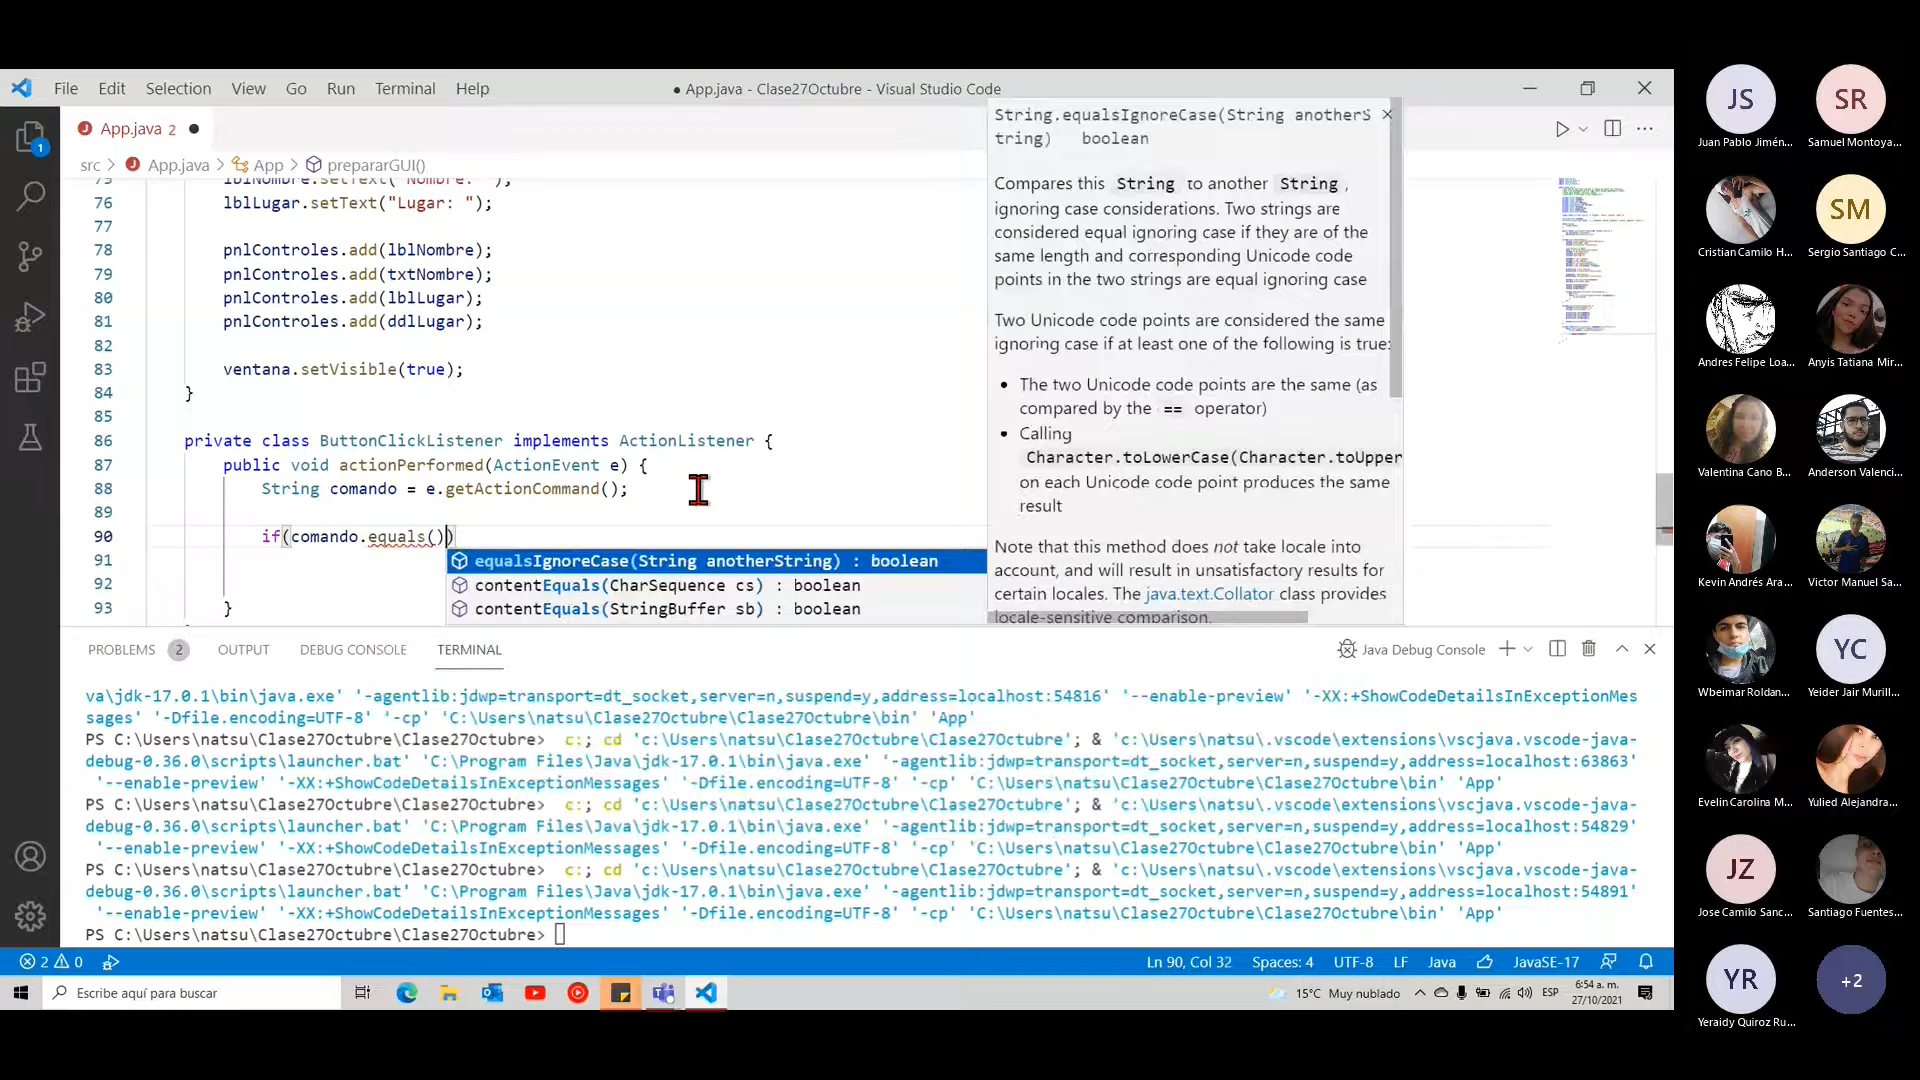 File Edit Selection View Go Run Terminal Help
● App.java - Clase27Octubre - Visual Studio Code
App.java 2 ●
src > App.java > App > prepararGUI()
75 lblNombre.setText("Nombre: ");
76 lblLugar.setText("Lugar: ");
77
78 pnlControles.add(lblNombre);
79 pnlControles.add(txtNombre);
80 pnlControles.add(lblLugar);
81 pnlControles.add(ddlLugar);
82
83 ventana.setVisible(true);
84 }
85
86 private class ButtonClickListener implements ActionListener {
87 public void actionPerformed(ActionEvent e) {
88 String comando = e.getActionCommand();
89
90 if(comando.equals())
91
92
93 }
equalsIgnoreCase(String anotherString) : boolean
contentEquals(CharSequence cs) : boolean
contentEquals(StringBuffer sb) : boolean
String.equalsIgnoreCase(String anotherS
tring) boolean
Compares this String to another String ,
ignoring case considerations. Two strings are
considered equal ignoring case if they are of the
same length and corresponding Unicode code
points in the two strings are equal ignoring case
Two Unicode code points are considered the same
ignoring case if at least one of the following is true:
• The two Unicode code points are the same (as
compared by the == operator)
• Calling
Character.toLowerCase(Character.toUpper
on each Unicode code point produces the same
result
Note that this method does not take locale into
account, and will result in unsatisfactory results for
certain locales. The java.text.Collator class provides
locale-sensitive comparison.
PROBLEMS 2 OUTPUT DEBUG CONSOLE TERMINAL
Java Debug Console
va\jdk-17.0.1\bin\java.exe' '-agentlib:jdwp=transport=dt_socket,server=n,suspend=y,address=localhost:54816' '--enable-preview' '-XX:+ShowCodeDetailsInExceptionMes
sages' '-Dfile.encoding=UTF-8' '-cp' 'C:\Users\natsu\Clase27Octubre\Clase27Octubre\bin' 'App'
PS C:\Users\natsu\Clase27Octubre\Clase27Octubre> c:; cd 'c:\Users\natsu\Clase27Octubre\Clase27Octubre'; & 'c:\Users\natsu\.vscode\extensions\vscjava.vscode-java-
debug-0.36.0\scripts\launcher.bat' 'C:\Program Files\Java\jdk-17.0.1\bin\java.exe' '-agentlib:jdwp=transport=dt_socket,server=n,suspend=y,address=localhost:63863'
'--enable-preview' '-XX:+ShowCodeDetailsInExceptionMessages' '-Dfile.encoding=UTF-8' '-cp' 'C:\Users\natsu\Clase27Octubre\Clase27Octubre\bin' 'App'
PS C:\Users\natsu\Clase27Octubre\Clase27Octubre> c:; cd 'c:\Users\natsu\Clase27Octubre\Clase27Octubre'; & 'c:\Users\natsu\.vscode\extensions\vscjava.vscode-java-
debug-0.36.0\scripts\launcher.bat' 'C:\Program Files\Java\jdk-17.0.1\bin\java.exe' '-agentlib:jdwp=transport=dt_socket,server=n,suspend=y,address=localhost:54829'
'--enable-preview' '-XX:+ShowCodeDetailsInExceptionMessages' '-Dfile.encoding=UTF-8' '-cp' 'C:\Users\natsu\Clase27Octubre\Clase27Octubre\bin' 'App'
PS C:\Users\natsu\Clase27Octubre\Clase27Octubre> c:; cd 'c:\Users\natsu\Clase27Octubre\Clase27Octubre'; & 'c:\Users\natsu\.vscode\extensions\vscjava.vscode-java-
debug-0.36.0\scripts\launcher.bat' 'C:\Program Files\Java\jdk-17.0.1\bin\java.exe' '-agentlib:jdwp=transport=dt_socket,server=n,suspend=y,address=localhost:54891'
'--enable-preview' '-XX:+ShowCodeDetailsInExceptionMessages' '-Dfile.encoding=UTF-8' '-cp' 'C:\Users\natsu\Clase27Octubre\Clase27Octubre\bin' 'App'
PS C:\Users\natsu\Clase27Octubre\Clase27Octubre>
1
2 0
Ln 90, Col 32 Spaces: 4 UTF-8 LF Java JavaSE-17
Escribe aquí para buscar
15°C Muy nublado ESP
6:54 a. m.
27/10/2021
JS SR
Juan Pablo Jimén... Samuel Montoya...
SM
Cristian Camilo H... Sergio Santiago C...
Andres Felipe Loa... Anyis Tatiana Mir...
Valentina Cano B... Anderson Valenci...
Kevin Andrés Ara... Victor Manuel Sa...
YC
Wbeimar Roldan... Yeider Jair Murill...
Evelin Carolina M... Yulied Alejandra...
JZ
Jose Camilo Sanc... Santiago Fuentes...
YR +2
Yeraidy Quiroz Ru...